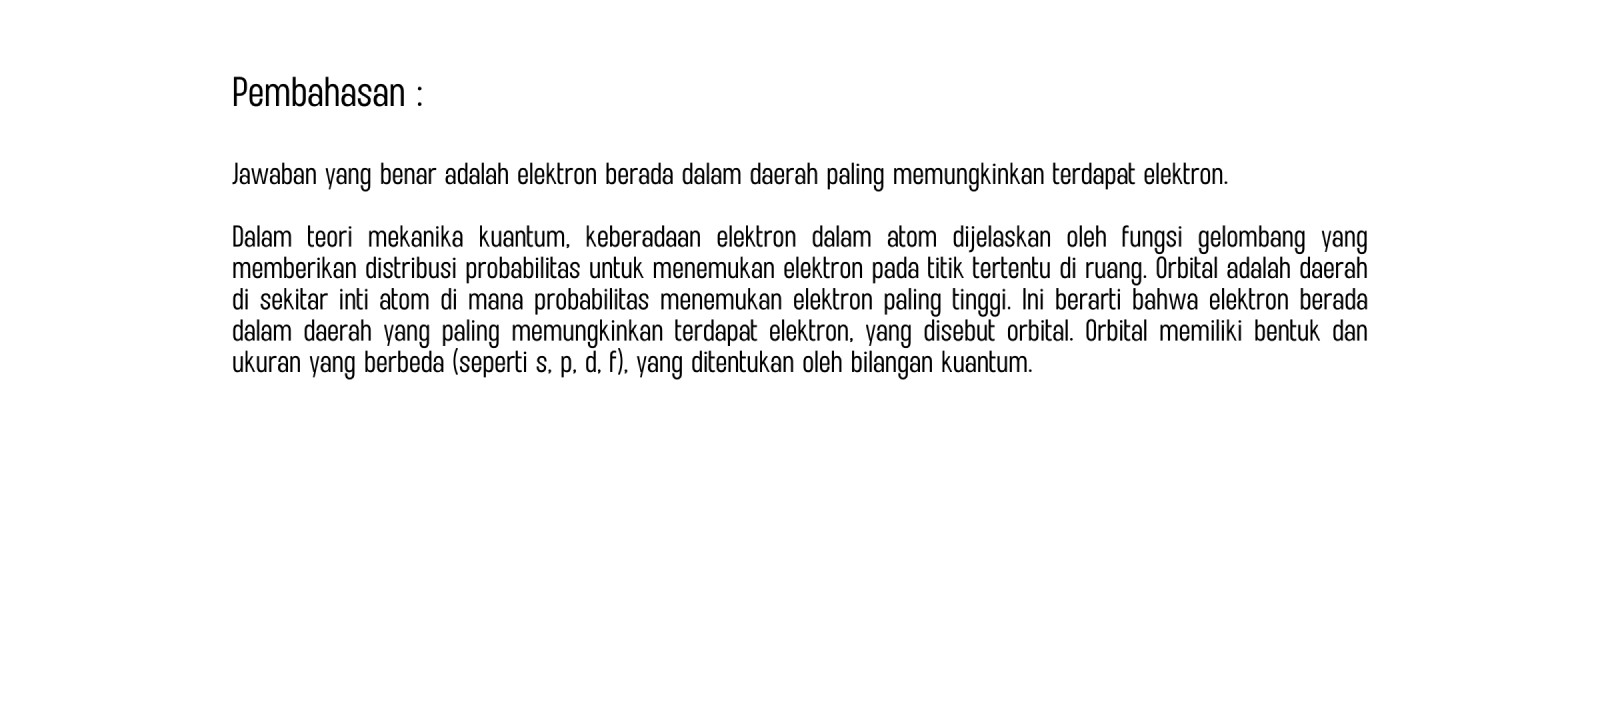 Pembahasan :
Jawaban yang benar adalah elektron berada dalam daerah paling memungkinkan terdapat elektron.
Dalam teori mekanika kuantum, keberadaan elektron dalam atom dijelaskan oleh fungsi gelombang yang
memberikan distribusi probabilitas untuk menemukan elektron pada titik tertentu di ruang. Orbital adalah daerah
di sekitar inti atom di mana probabilitas menemukan elektron paling tinggi. Ini berarti bahwa elektron berada
dalam daerah yang paling memungkinkan terdapat elektron, yang disebut orbital. Orbital memiliki bentuk dan
ukuran yang berbeda (seperti s, p, d, f), yang ditentukan oleh bilangan kuantum.